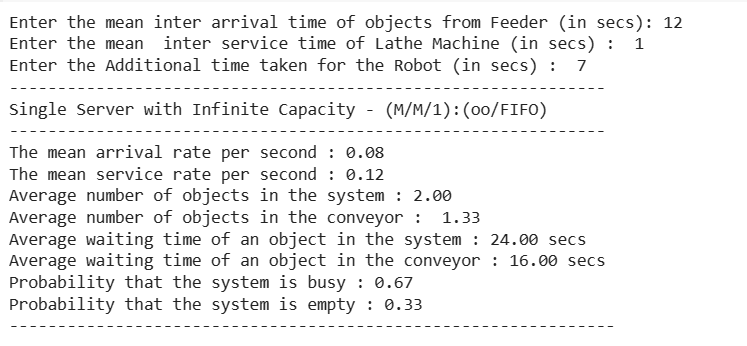 Enter the mean inter arrival time of objects from Feeder (in secs): 12
Enter the mean  inter service time of Lathe Machine (in secs) :  1
Enter the Additional time taken for the Robot (in secs) :  7
--------------------------------------------------------------
Single Server with Infinite Capacity - (M/M/1):(oo/FIFO)
--------------------------------------------------------------
The mean arrival rate per second : 0.08
The mean service rate per second : 0.12
Average number of objects in the system : 2.00
Average number of objects in the conveyor :  1.33
Average waiting time of an object in the system : 24.00 secs
Average waiting time of an object in the conveyor : 16.00 secs
Probability that the system is busy : 0.67
Probability that the system is empty : 0.33
---------------------------------------------------------------